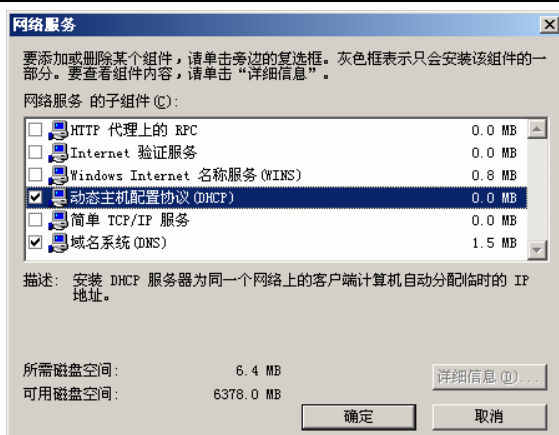 网络服务
要添加或删除某个组件，请单击旁边的复选框。灰色框表示只会安装该组件的一
部分。要查看组件内容，请单击“详细信息”。
网络服务 的子组件(C):
HTTP 代理上的 RPC 0.0 MB
Internet 验证服务 0.0 MB
Windows Internet 名称服务(WINS) 0.8 MB
动态主机配置协议(DHCP) 0.0 MB
简单 TCP/IP 服务 0.0 MB
域名系统(DNS) 1.5 MB
描述: 安装 DHCP 服务器为同一个网络上的客户端计算机自动分配临时的 IP
地址。
所需磁盘空间: 6.4 MB
详细信息(D)...
可用磁盘空间: 6378.0 MB
确定 取消